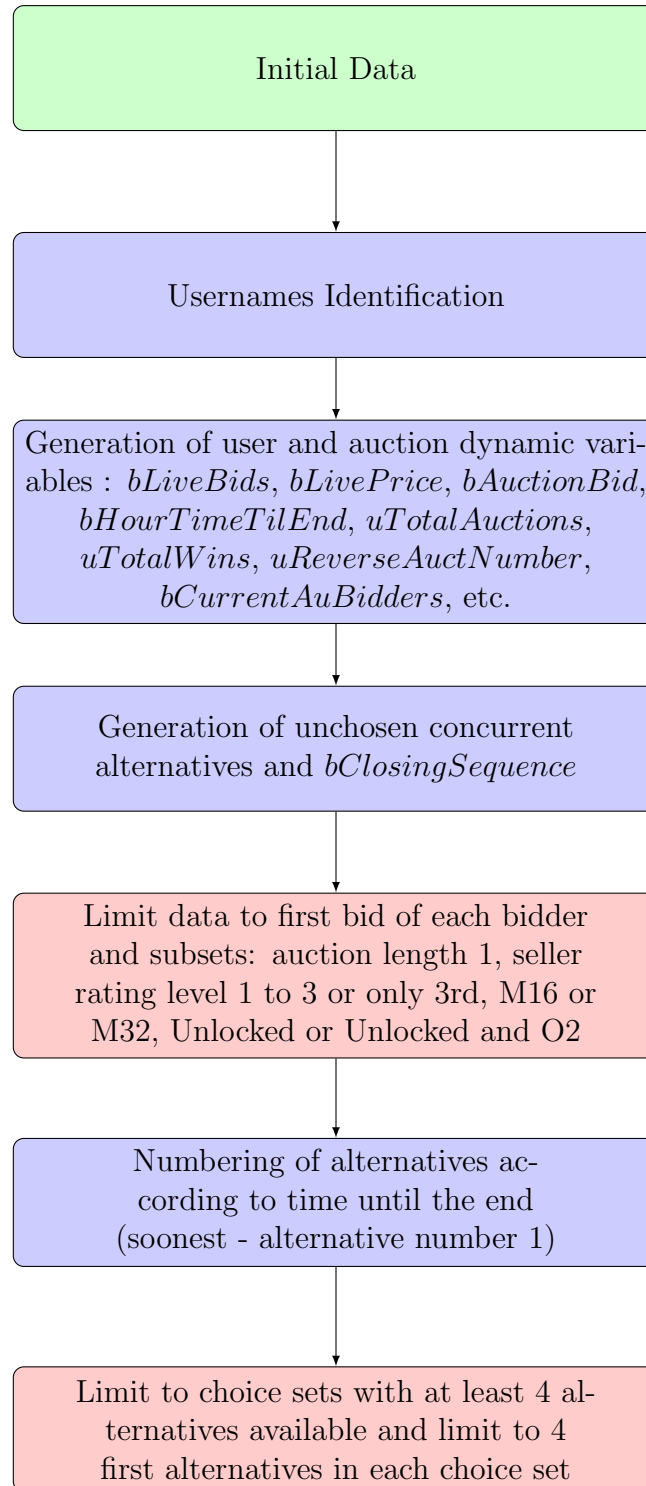 Initial Data
Usernames Identification
Generation of user and auction dynamic vari-
ables : bLiveBids, bLivePrice, bAuctionBid,
bHourTimeTilEnd, uTotalAuctions,
uTotalWins, uReverseAuctNumber,
bCurrentAuBidders, etc.
Generation of unchosen concurrent
alternatives and bClosingSequence
Limit data to first bid of each bidder
and subsets: auction length 1, seller
rating level 1 to 3 or only 3rd, M16 or
M32, Unlocked or Unlocked and O2
Numbering of alternatives ac-
cording to time until the end
(soonest - alternative number 1)
Limit to choice sets with at least 4 al-
ternatives available and limit to 4
first alternatives in each choice set